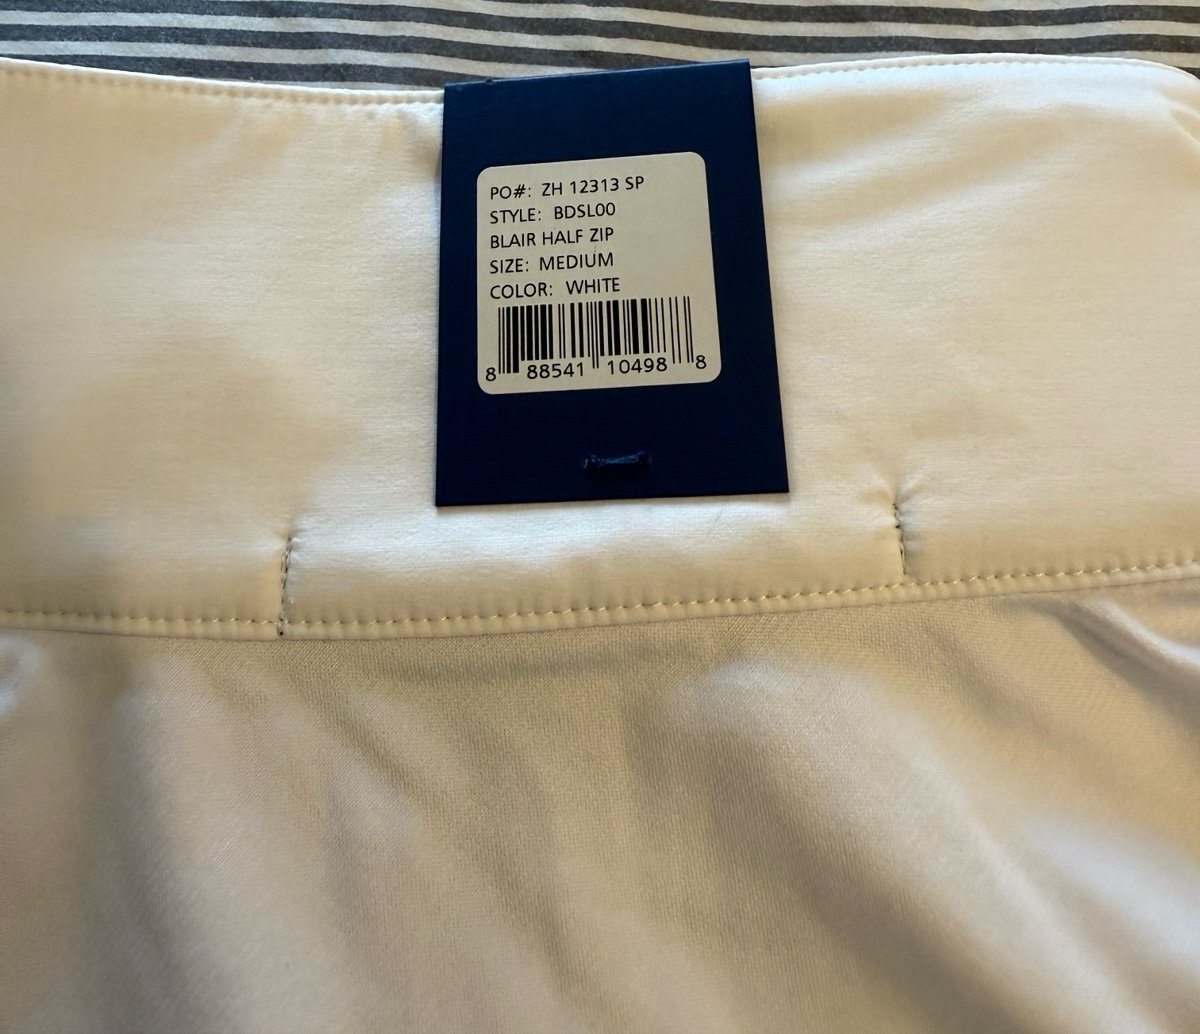 PO#: ZH 12313 SP
STYLE: BDSL00
BLAIR HALF ZIP
SIZE: MEDIUM
COLOR: WHITE
8 88541 10498 8